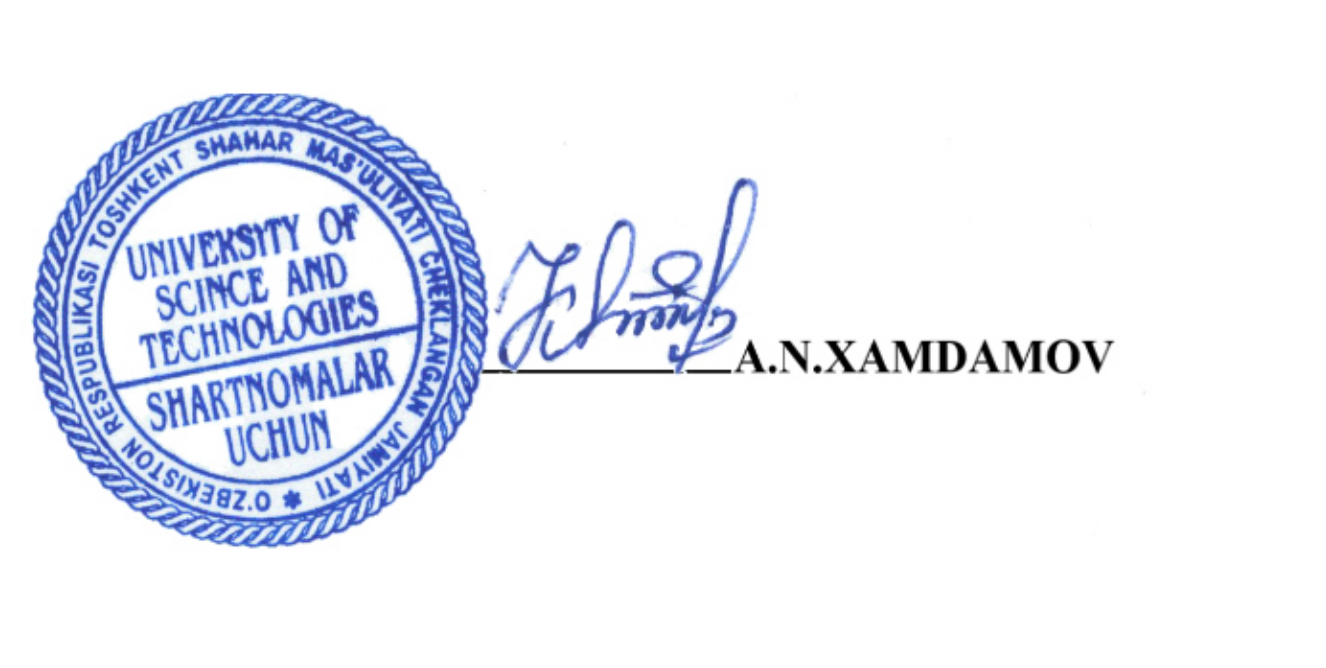 O'ZBEKISTON RESPUBLIKASI TOSHKENT SHAHAR MAS'ULIYATI CHEKLANGAN JAMIYATI *
UNIVEKSITY OF
SCINCE AND
TECHNOLOGIES
SHARTNOMALAR
UCHUN
A.N.XAMDAMOV